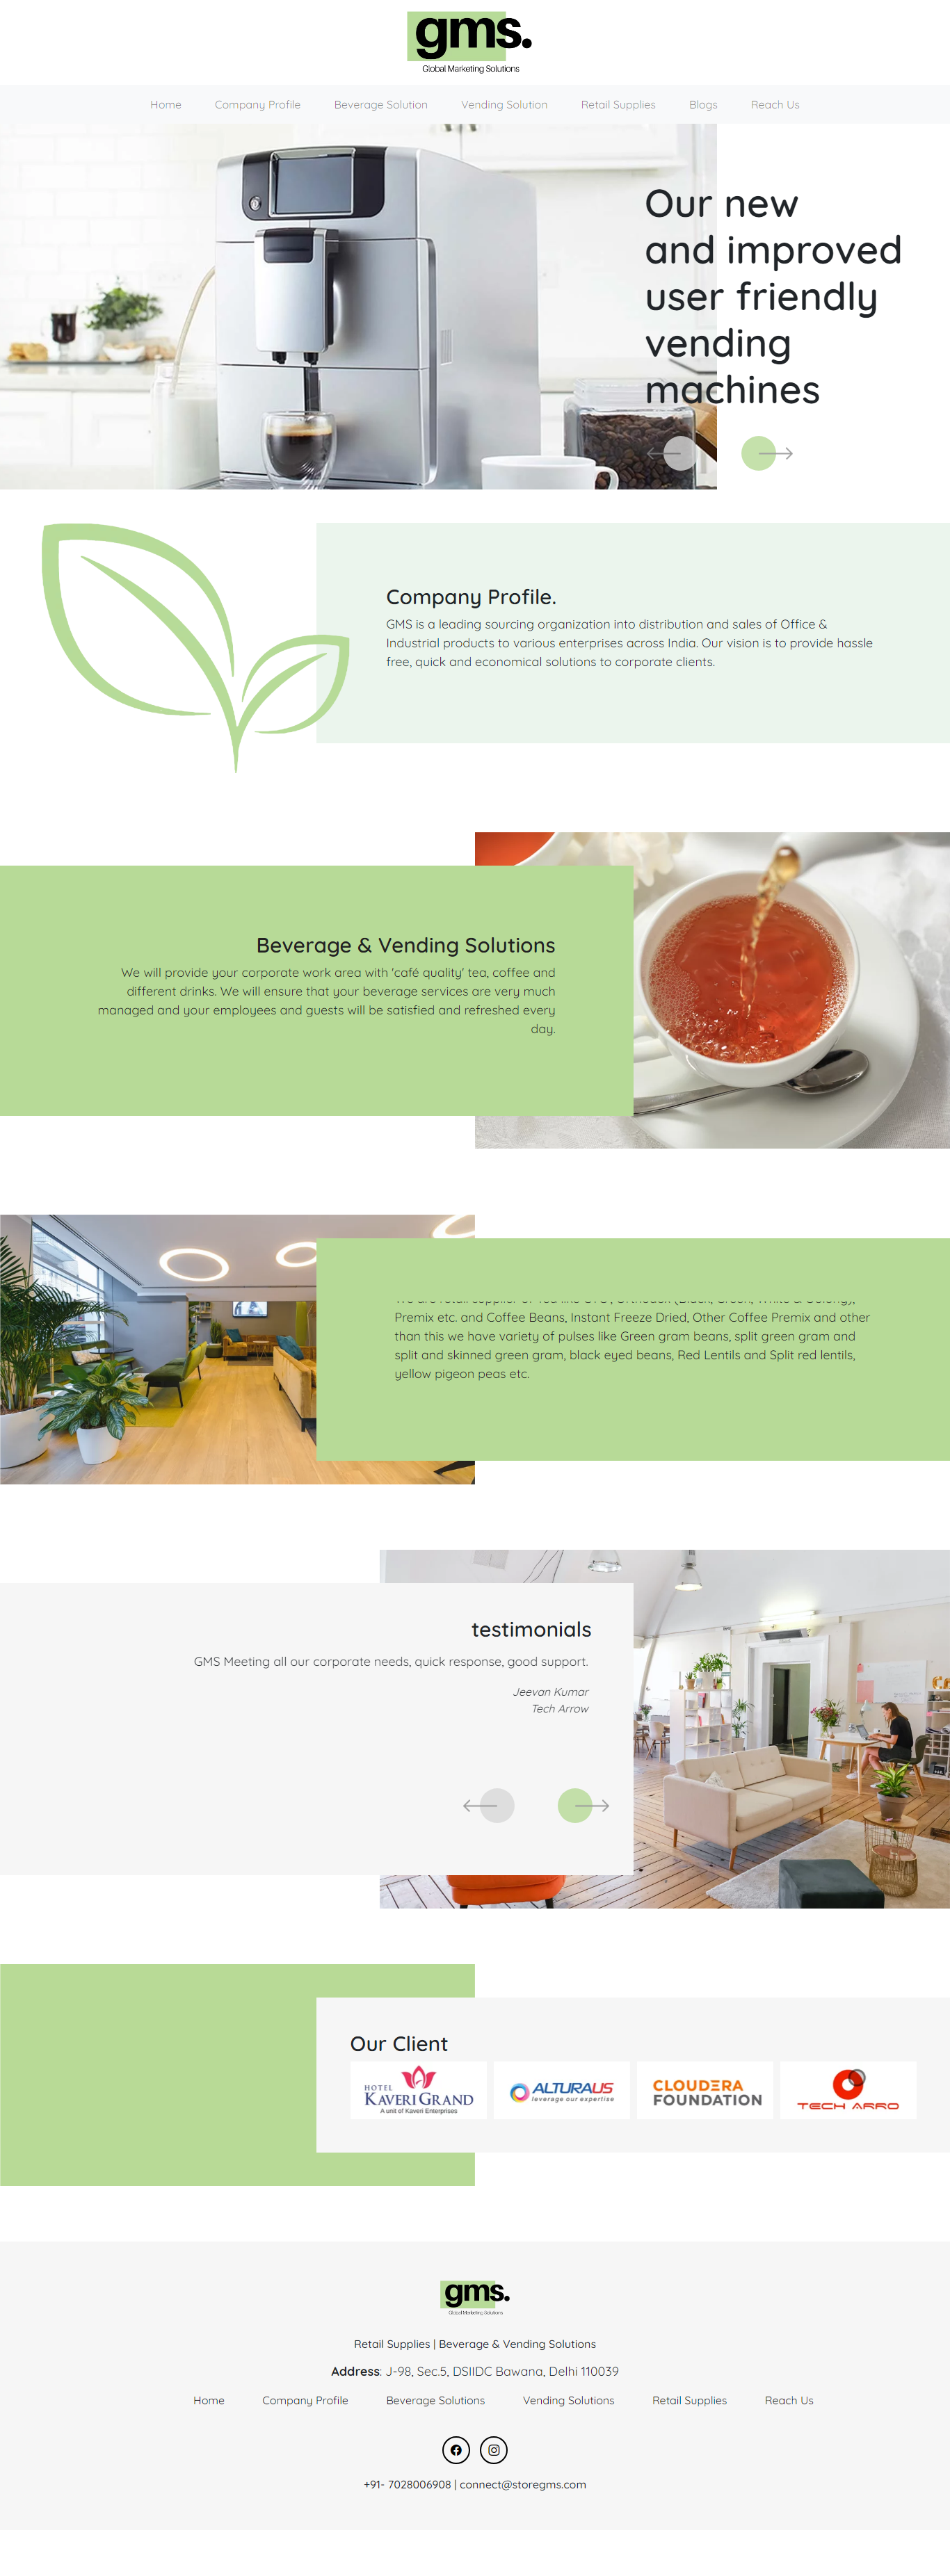 gms.
Global Marketing Solutions
Home Company Profile Beverage Solution Vending Solution Retail Supplies Blogs Reach Us
Our new
and improved
user friendly
vending
machines
Company Profile.
GMS is a leading sourcing organization into distribution and sales of Office &
Industrial products to various enterprises across India. Our vision is to provide hassle
free, quick and economical solutions to corporate clients.
Beverage & Vending Solutions
We will provide your corporate work area with 'café quality' tea, coffee and
different drinks. We will ensure that your beverage services are very much
managed and your employees and guests will be satisfied and refreshed every
day.
Premix etc. and Coffee Beans, Instant Freeze Dried, Other Coffee Premix and other
than this we have variety of pulses like Green gram beans, split green gram and
split and skinned green gram, black eyed beans, Red Lentils and Split red lentils,
yellow pigeon peas etc.
testimonials
GMS Meeting all our corporate needs, quick response, good support.
Jeevan Kumar
Tech Arrow
Our Client
HOTEL
KAVERI GRAND
A unit of Kaveri Enterprises
ALTURAUS
leverage our expertise
CLOUDERA
FOUNDATION
TECH ARRO
gms.
Global Marketing Solutions
Retail Supplies | Beverage & Vending Solutions
Address: J-98, Sec.5, DSIIDC Bawana, Delhi 110039
Home Company Profile Beverage Solutions Vending Solutions Retail Supplies Reach Us
+91- 7028006908 | connect@storegms.com